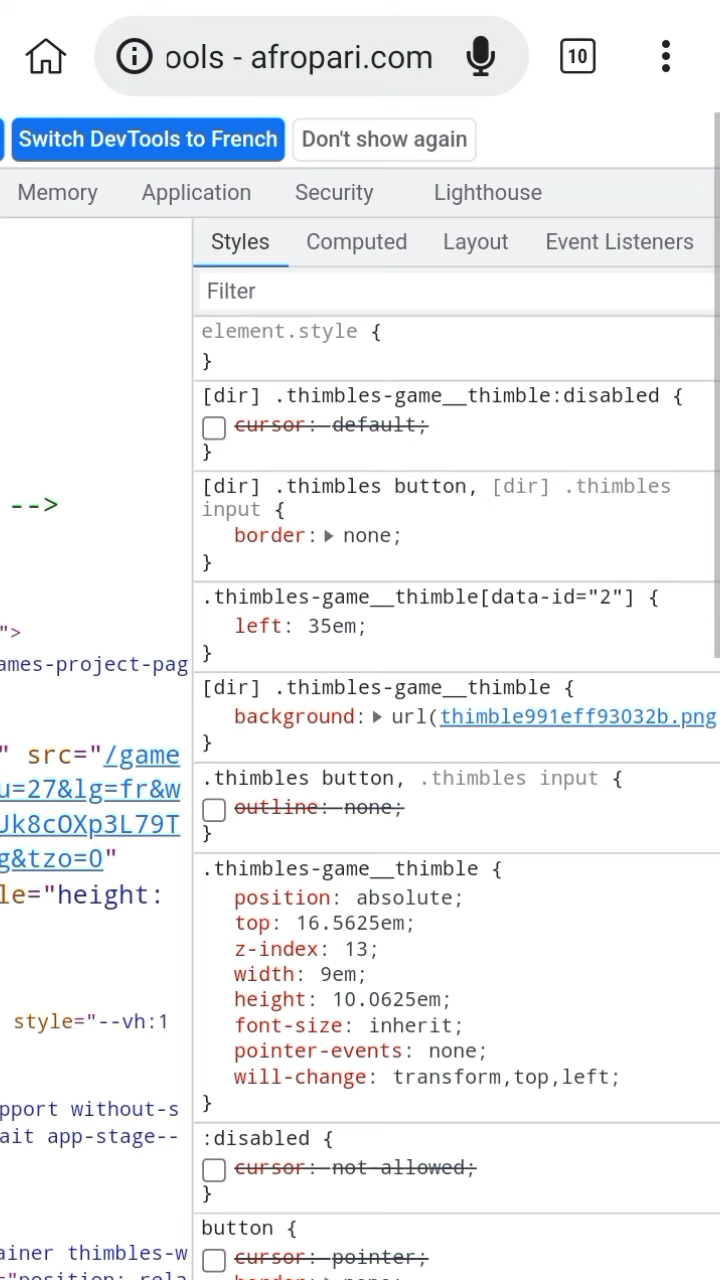 ools - afropari.com
10
Switch DevTools to French
Don't show again
Memory Application Security Lighthouse
Styles Computed Layout Event Listeners
Filter
element.style {
}
[dir] .thimbles-game__thimble:disabled {
cursor: default;
}
[dir] .thimbles button, [dir] .thimbles
input {
border: none;
}
.thimbles-game__thimble[data-id="2"] {
left: 35em;
}
[dir] .thimbles-game__thimble {
background: url(thimble991eff93032b.png
}
.thimbles button, .thimbles input {
outline: none;
}
.thimbles-game__thimble {
position: absolute;
top: 16.5625em;
z-index: 13;
width: 9em;
height: 10.0625em;
font-size: inherit;
pointer-events: none;
will-change: transform,top,left;
}
:disabled {
cursor: not-allowed;
}
button {
cursor: pointer;
-->
">
ames-project-pag
" src="/game
u=27&lg=fr&w
Jk8cOXp3L79T
g&tzo=0"
le="height:
style="--vh:1
pport without-s
ait app-stage--
ainer thimbles-w